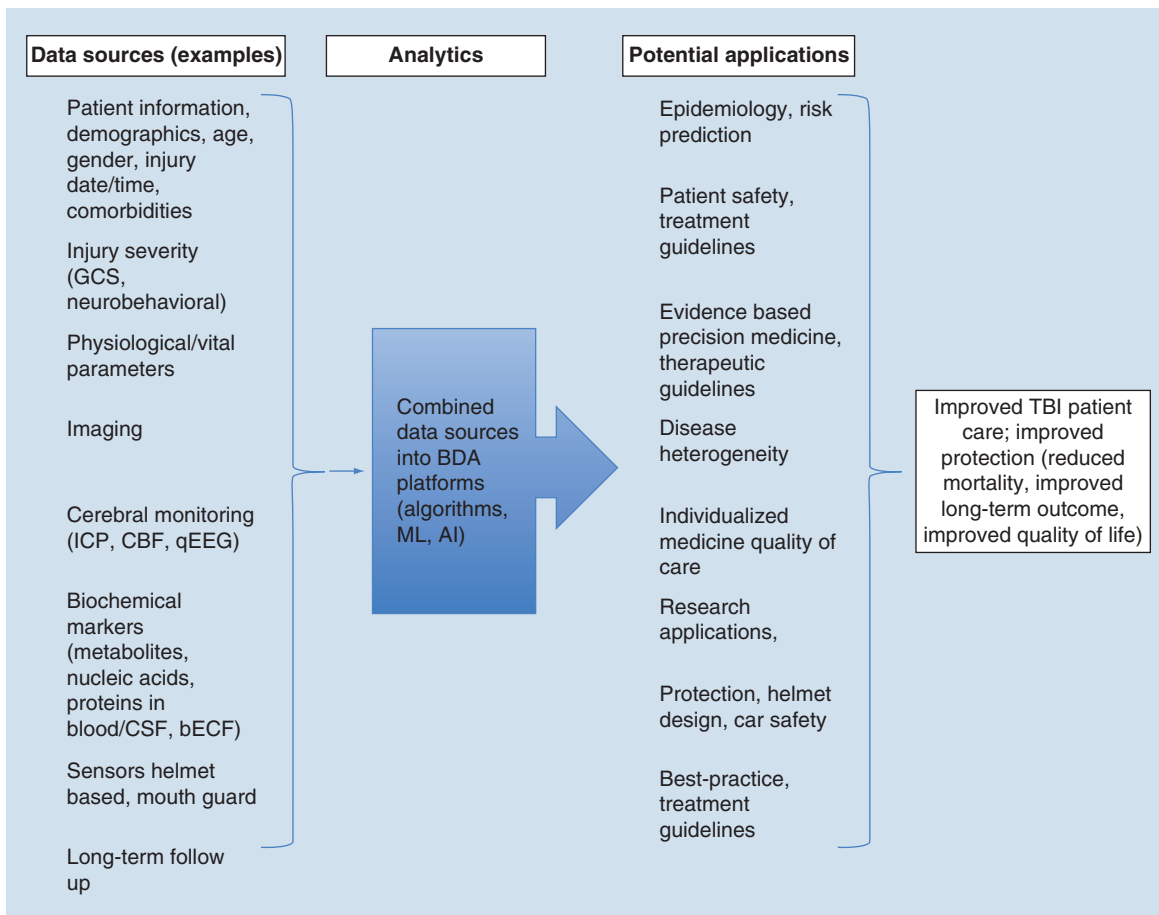 Data sources (examples)
Analytics
Potential applications
Patient information,
demographics, age,
gender, injury
date/time,
comorbidities
Injury severity
(GCS,
neurobehavioral)
Physiological/vital
parameters
Imaging
Cerebral monitoring
(ICP, CBF, qEEG)
Biochemical
markers
(metabolites,
nucleic acids,
proteins in
blood/CSF, bECF)
Sensors helmet
based, mouth guard
Long-term follow
up
Combined
data sources
into BDA
platforms
(algorithms,
ML, AI)
Epidemiology, risk
prediction
Patient safety,
treatment
guidelines
Evidence based
precision medicine,
therapeutic
guidelines
Disease
heterogeneity
Individualized
medicine quality of
care
Research
applications,
Protection, helmet
design, car safety
Best-practice,
treatment
guidelines
Improved TBI patient
care; improved
protection (reduced
mortality, improved
long-term outcome,
improved quality of life)